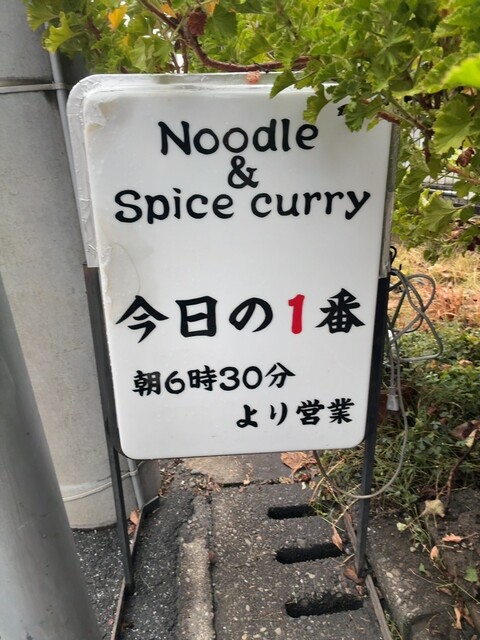 Noodle
&
Spice curry
今日の1番
朝6時30分
より営業